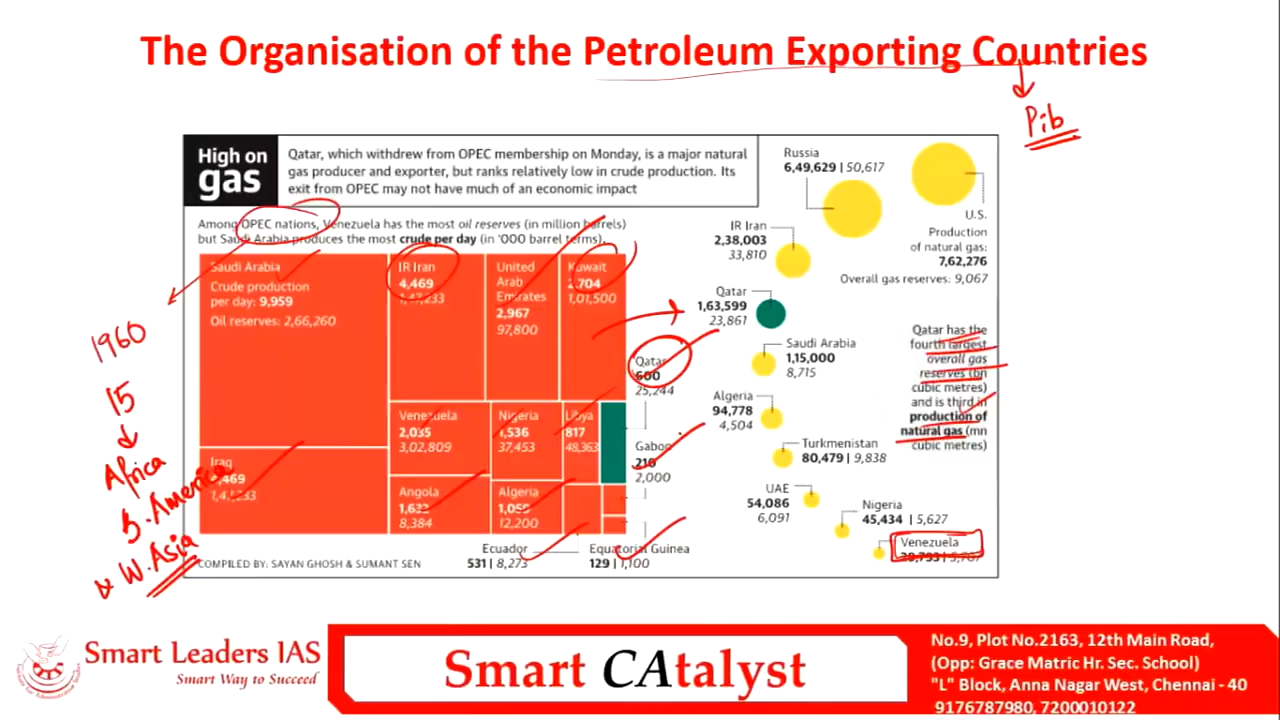 The Organisation of the Petroleum Exporting Countries
Pib
High on
gas
Qatar, which withdrew from OPEC membership on Monday, is a major natural
gas producer and exporter, but ranks relatively low in crude production. Its
exit from OPEC may not have much of an economic impact
Among OPEC nations, Venezuela has the most oil reserves (in million barrels)
but Saudi Arabia produces the most crude per day (in '000 barrel terms).
Saudi Arabia
Crude production
per day: 9,959
Oil reserves: 2,66,260
IR Iran
4,469
United
Arab
Emirates
2,967
97,800
Kuwait
2,704
1,01,500
Qatar
600
25,244
Venezuela
2,035
3,02,809
Nigeria
1,536
37,453
Libya
817
48,363
Gabon
210
2,000
Iraq
Angola
8,384
Algeria
12,200
Ecuador
531 | 8,273
Equatorial Guinea
129 | 1,100
COMPILED BY: SAYAN GHOSH & SUMANT SEN
Russia
6,49,629 | 50,617
U.S.
Production
of natural gas:
7,62,276
Overall gas reserves: 9,067
IR Iran
2,38,003
33,810
Qatar
1,63,599
23,861
Saudi Arabia
1,15,000
8,715
Algeria
94,778
4,504
Turkmenistan
80,479 | 9,838
UAE
54,086
6,091
Nigeria
45,434 | 5,627
Venezuela
Qatar has the
fourth largest
overall gas
reserves (bn
cubic metres)
and is third in
production of
natural gas (mn
cubic metres)
1960
15
Africa
S. America
& W. Asia
Smart Leaders IAS
Smart Way to Succeed
Smart CAtalyst
No.9, Plot No.2163, 12th Main Road,
(Opp: Grace Matric Hr. Sec. School)
"L" Block, Anna Nagar West, Chennai - 40
9176787980, 7200010122